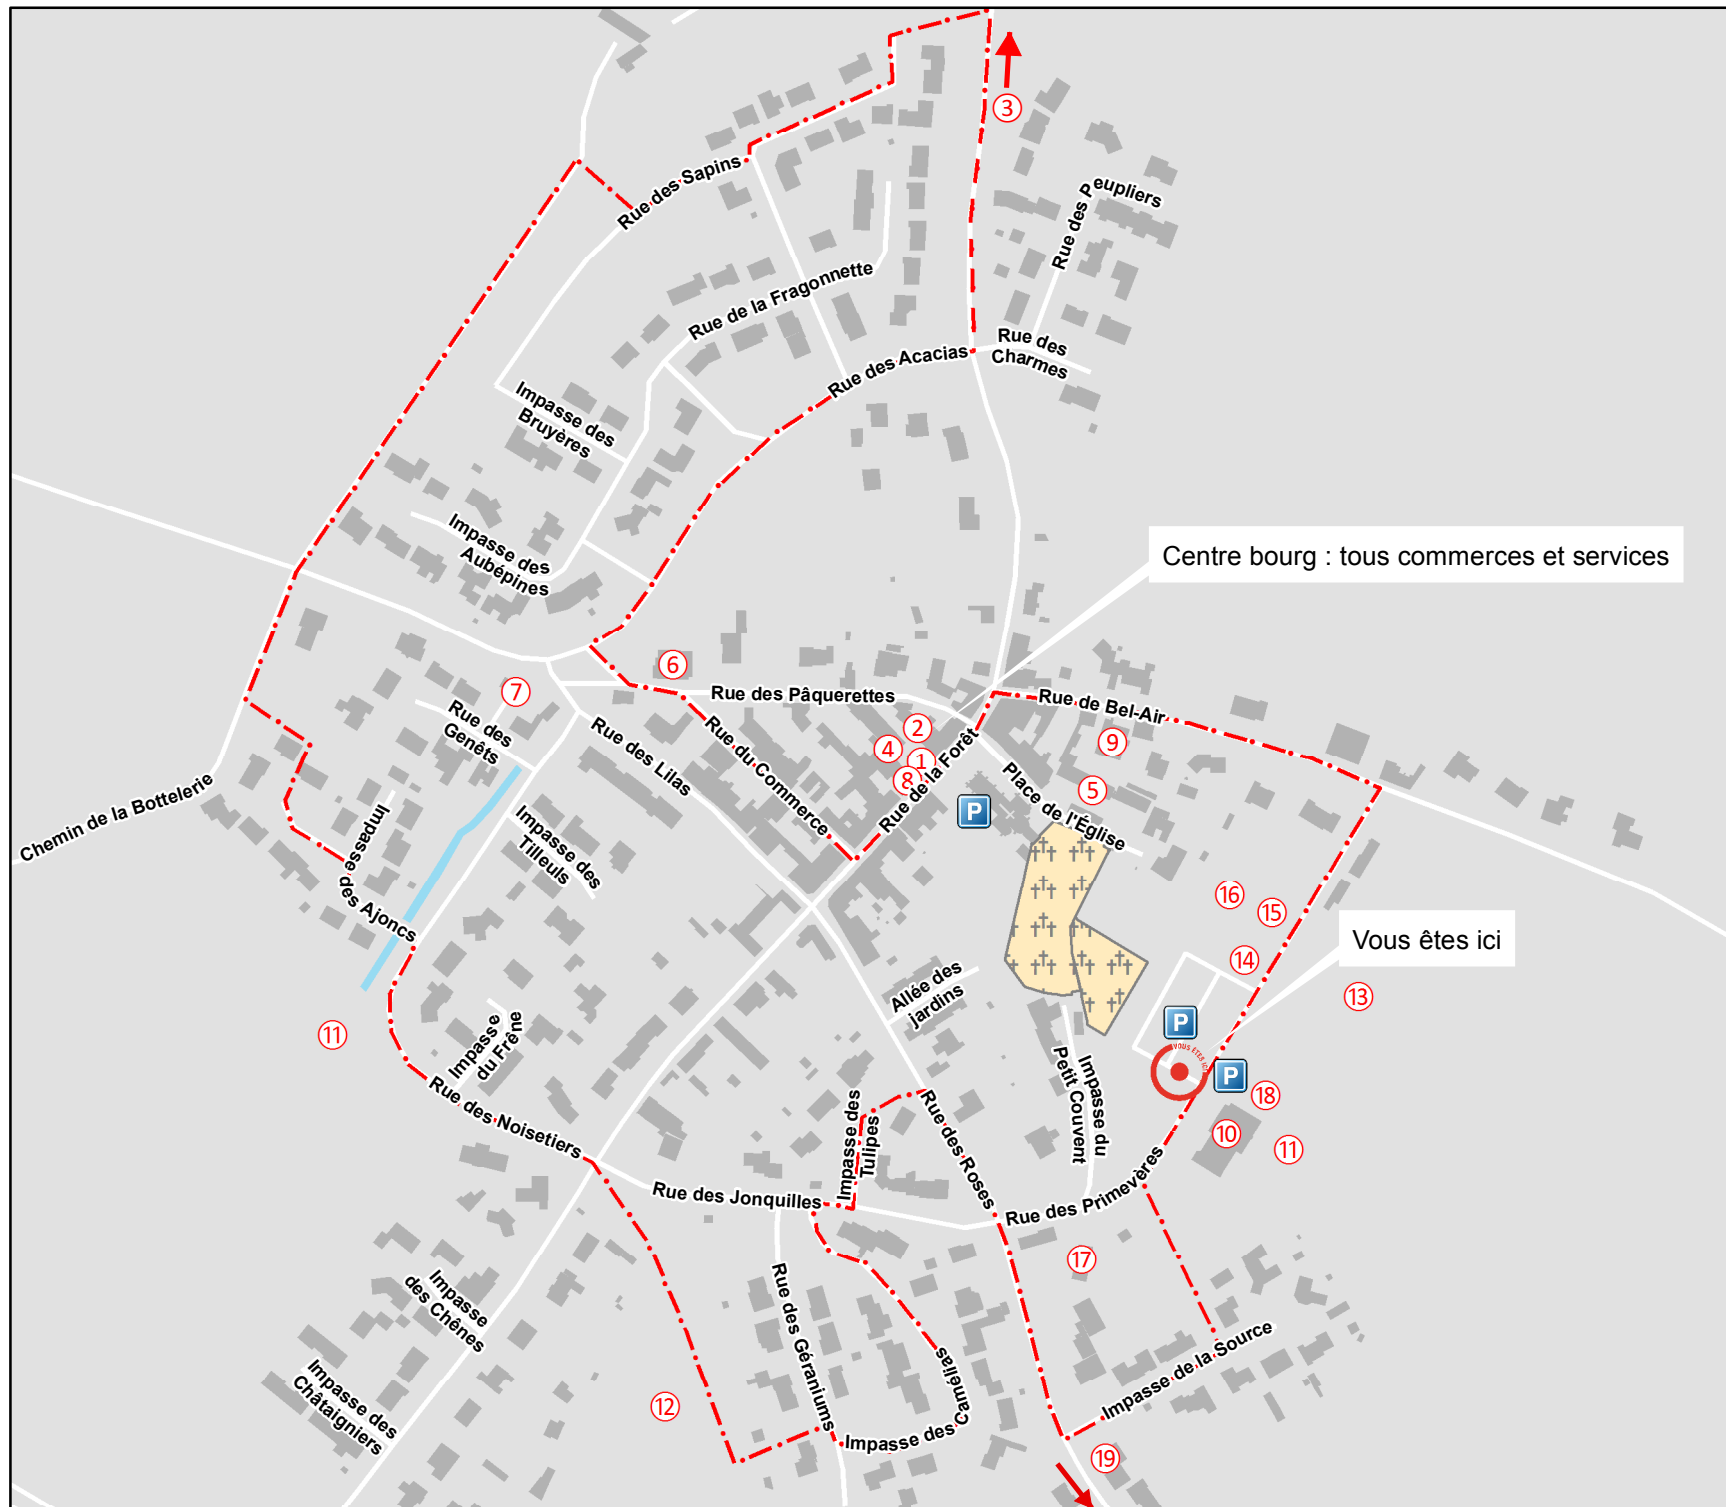 3
Rue des Sapins
Rue des Peupliers
Rue de la Fragonnette
Rue des
Charmes
Rue des Acacias
Impasse des
Bruyères
Impasse des
Aubépines
Centre bourg : tous commerces et services
6
7
Rue des Pâquerettes
Rue de Bel-Air
Rue des
Genêts
Rue des Lilas
Rue du Commerce
2
4
1
8
Rue de la Forêt
9
5
Place de l'Église
P
Chemin de la Bottelerie
Impasse des Ajoncs
Impasse des
Tilleuls
16
15
Vous êtes ici
14
13
Allée des
jardins
11
Impasse
du Frêne
P
VOUS ÊTES ICI
P
18
10
11
Impasse du
Petit Couvent
Rue des Noisetiers
Impasse des
Tulipes
Rue des Roses
Rue des Jonquilles
Rue des Primevères
17
Impasse
des Chênes
Rue des Géraniums
Impasse des Camélias
Impasse de la Source
Impasse des
Châtaigniers
12
19